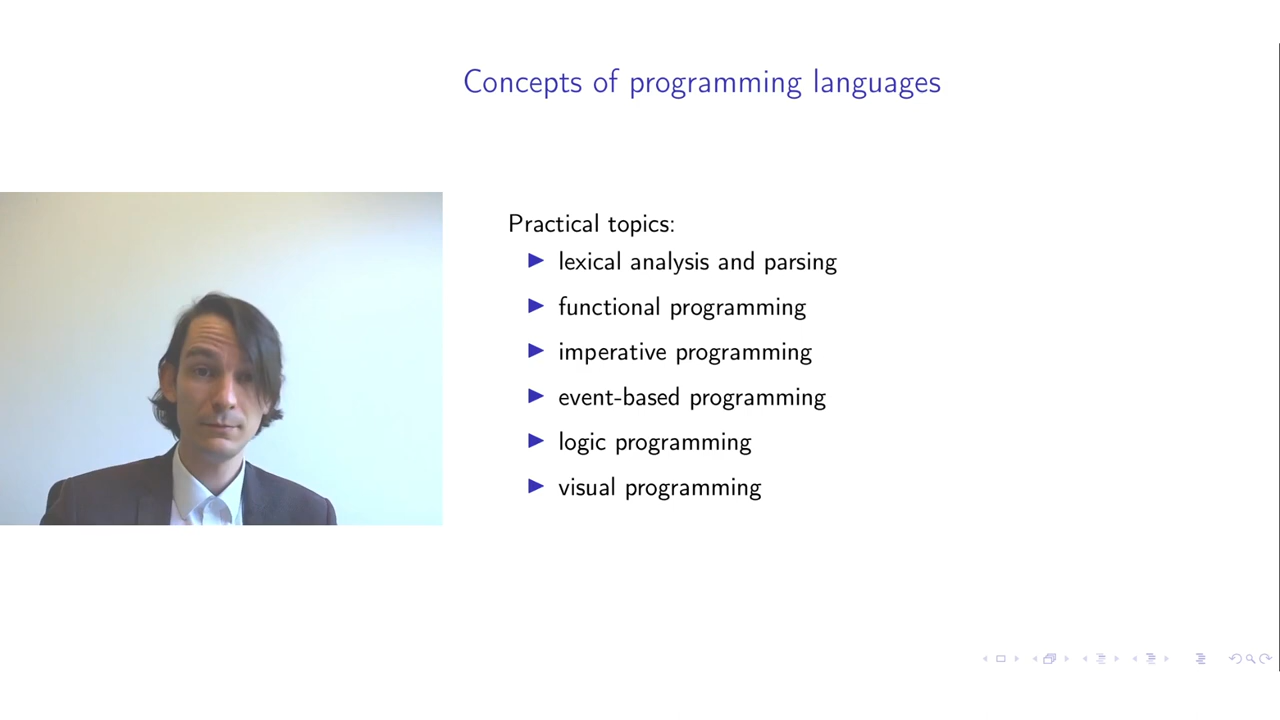 Concepts of programming languages
Practical topics:
▶ lexical analysis and parsing
▶ functional programming
▶ imperative programming
▶ event-based programming
▶ logic programming
▶ visual programming